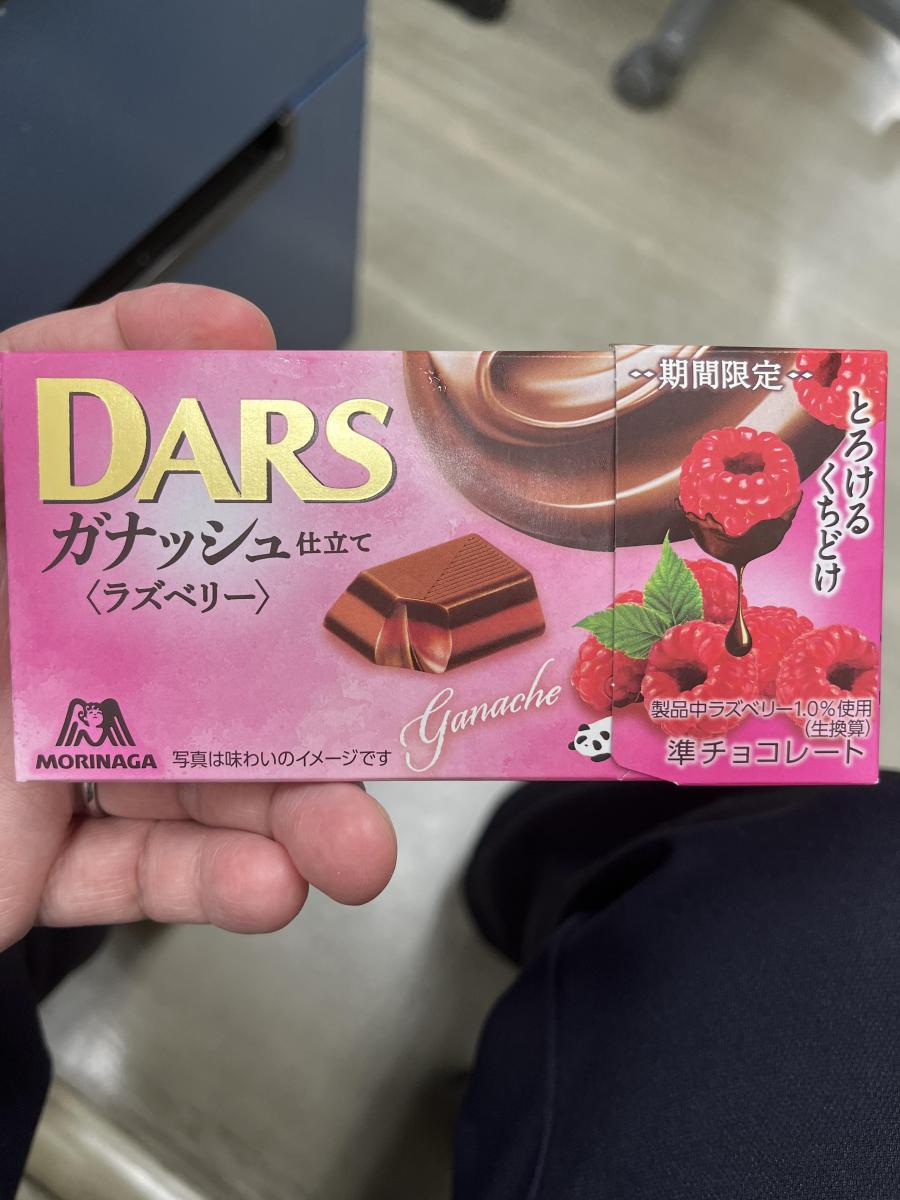 DARS
ガナッシュ仕立て
〈ラズベリー〉
Ganache
MORINAGA
写真は味わいのイメージです
期間限定
とろける
くちどけ
製品中ラズベリー1.0%使用
(生換算)
準チョコレート